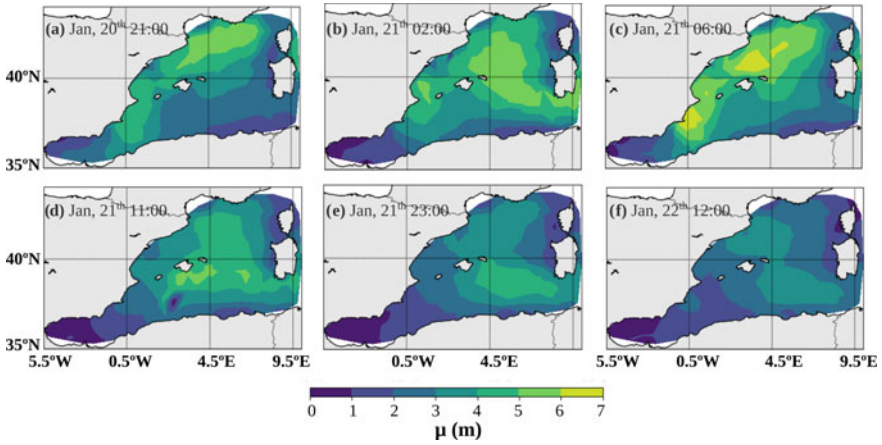 (a) Jan, 20th 21:00
(b) Jan, 21th 02:00
(c) Jan, 21th 06:00
40°N
35°N
(d) Jan, 21th 11:00
(e) Jan, 21th 23:00
(f) Jan, 22th 12:00
40°N
35°N
5.5°W 0.5°W 4.5°E 9.5°E
0.5°W 4.5°E
5.5°W 0.5°W 4.5°E 9.5°E
0 1 2 3 4 5 6 7
μ (m)